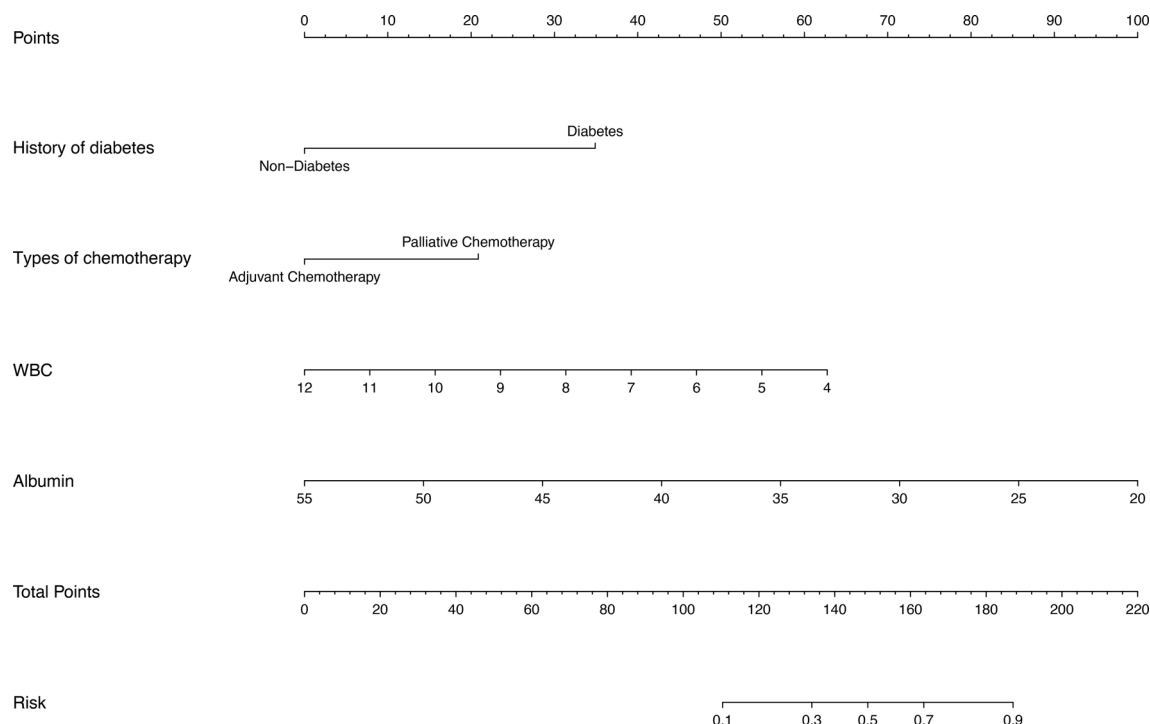 Points
0 10 20 30 40 50 60 70 80 90 100
Diabetes
History of diabetes
Non−Diabetes
Palliative Chemotherapy
Types of chemotherapy
Adjuvant Chemotherapy
WBC
12 11 10 9 8 7 6 5 4
Albumin
55 50 45 40 35 30 25 20
Total Points
0 20 40 60 80 100 120 140 160 180 200 220
Risk
0.1 0.3 0.5 0.7 0.9